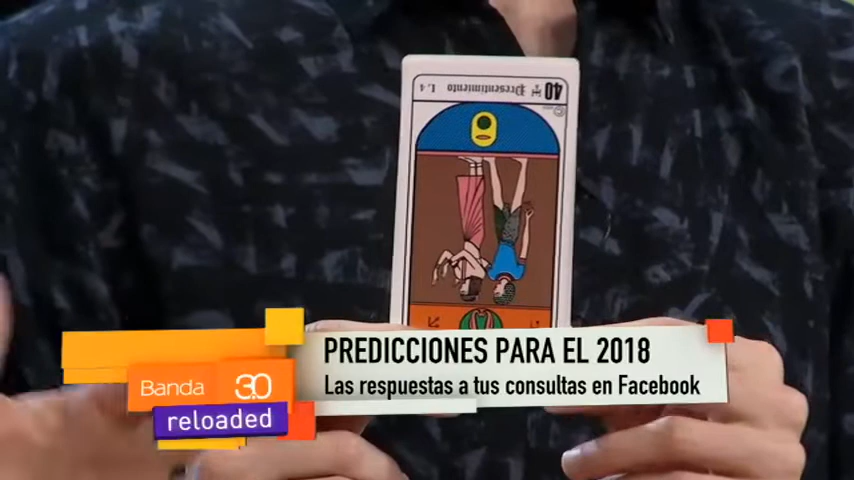 40
Presentimiento
L. 4
PREDICCIONES PARA EL 2018
Las respuestas a tus consultas en Facebook
Banda 3.0
reloaded